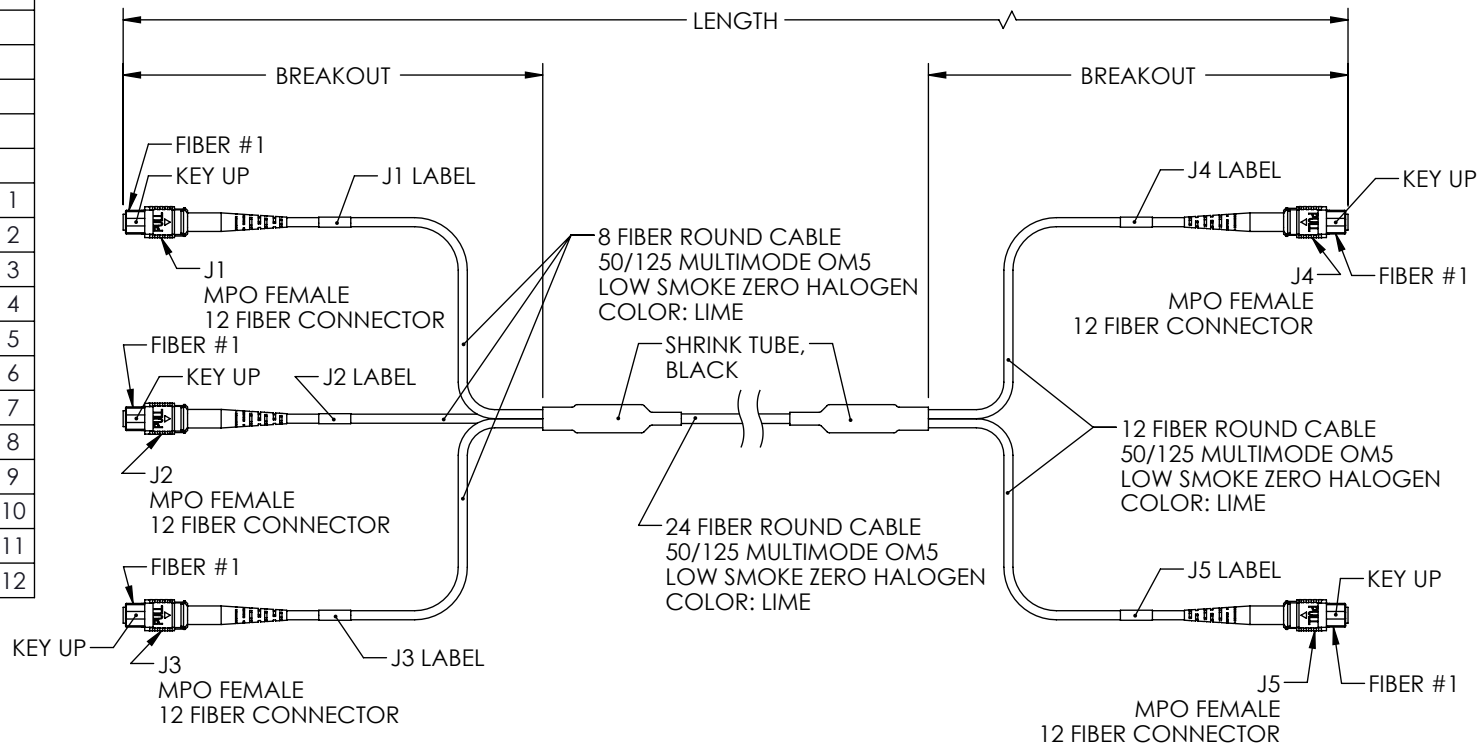 LENGTH
BREAKOUT
BREAKOUT
FIBER #1
KEY UP
J1 LABEL
J4 LABEL
KEY UP
PULL
PULL
J1
MPO FEMALE
12 FIBER CONNECTOR
8 FIBER ROUND CABLE
50/125 MULTIMODE OM5
LOW SMOKE ZERO HALOGEN
COLOR: LIME
J4
FIBER #1
MPO FEMALE
12 FIBER CONNECTOR
FIBER #1
KEY UP
J2 LABEL
SHRINK TUBE,
BLACK
PULL
J2
MPO FEMALE
12 FIBER CONNECTOR
12 FIBER ROUND CABLE
50/125 MULTIMODE OM5
LOW SMOKE ZERO HALOGEN
COLOR: LIME
24 FIBER ROUND CABLE
50/125 MULTIMODE OM5
LOW SMOKE ZERO HALOGEN
COLOR: LIME
FIBER #1
J5 LABEL
KEY UP
PULL
PULL
KEY UP
J3 LABEL
J3
MPO FEMALE
12 FIBER CONNECTOR
J5
FIBER #1
MPO FEMALE
12 FIBER CONNECTOR
1
2
3
4
5
6
7
8
9
10
11
12